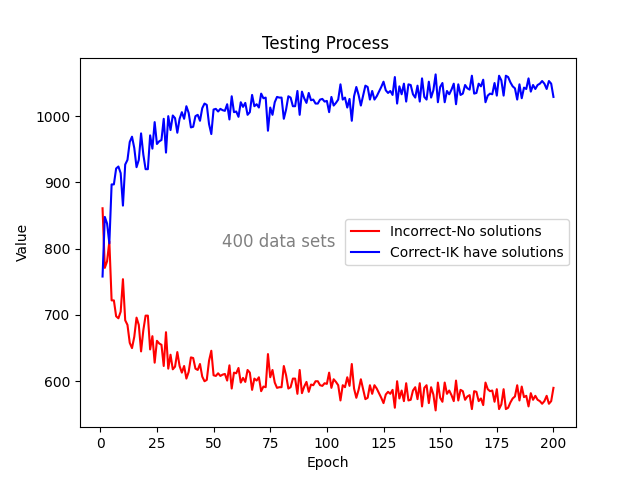 Testing Process
Value
1000
900
800
700
600
400 data sets
Incorrect-No solutions
Correct-IK have solutions
0
25
50
75
100
125
150
175
200
Epoch